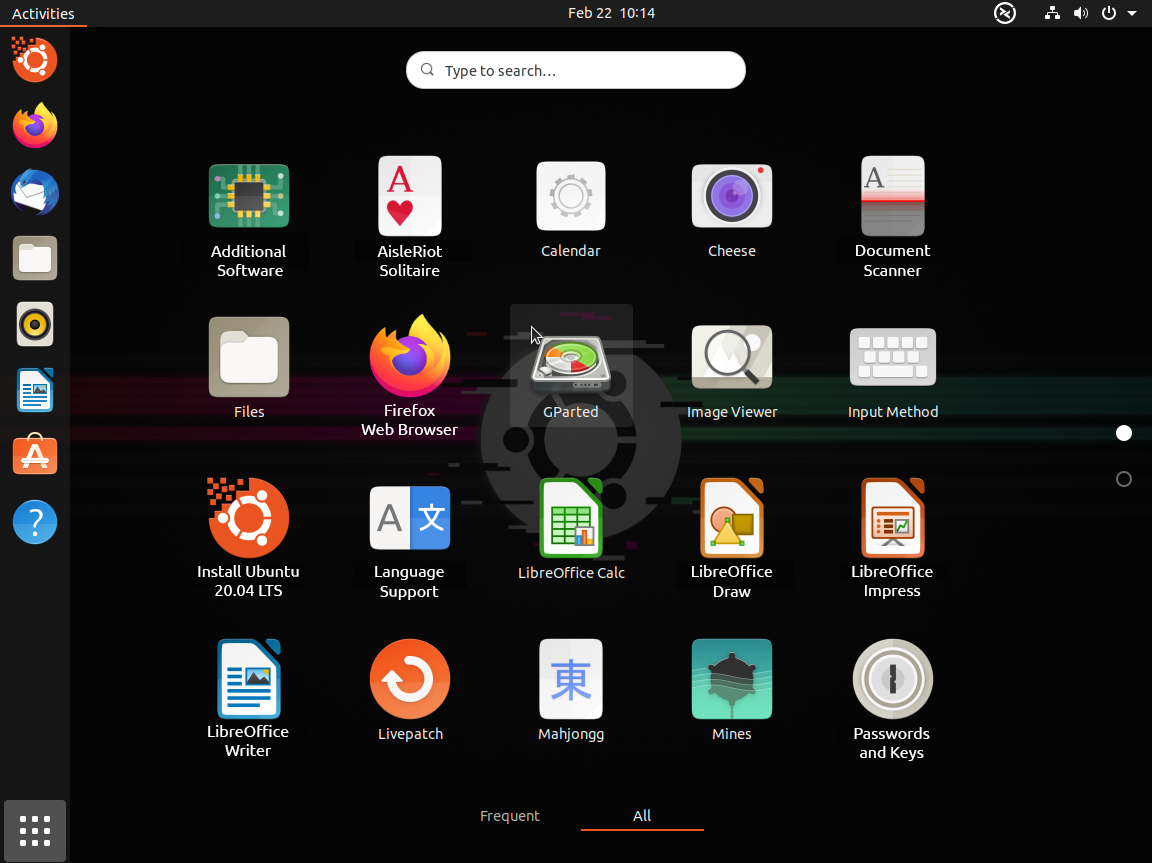 Activities
Feb 22 10:14
Type to search...
Additional
Software
A
AisleRiot
Solitaire
Calendar
Cheese
A
Document
Scanner
Files
Firefox
Web Browser
GParted
Image Viewer
Input Method
Install Ubuntu
20.04 LTS
A 文
Language
Support
LibreOffice Calc
LibreOffice
Draw
LibreOffice
Impress
LibreOffice
Writer
Livepatch
東
Mahjongg
Mines
Passwords
and Keys
?
Frequent
All